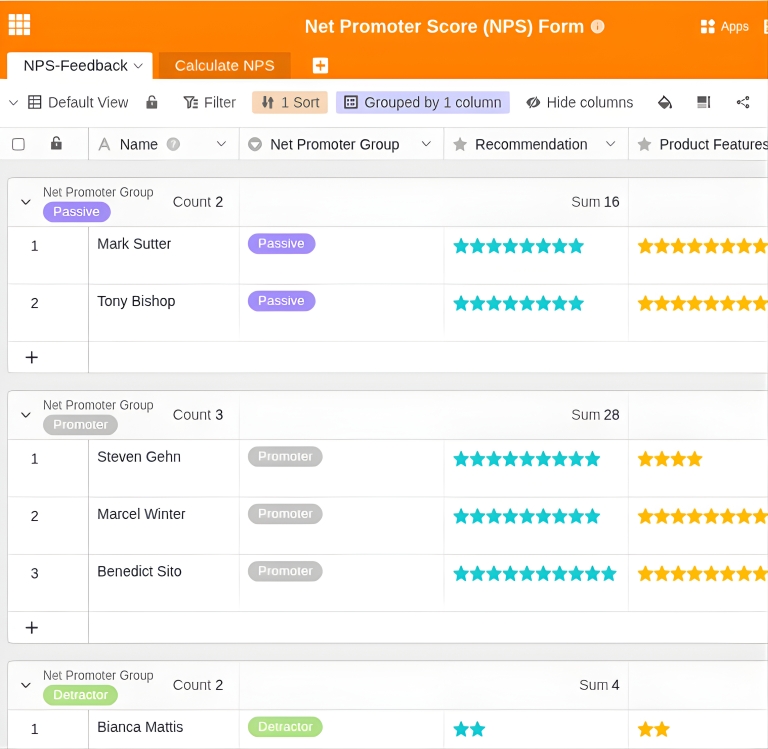 Net Promoter Score (NPS) Form
Apps
NPS-Feedback
Calculate NPS
Default View
Filter
1 Sort
Grouped by 1 column
Hide columns
A Name ?
Net Promoter Group
Recommendation
Product Features
Net Promoter Group
Passive
Count 2
Sum 16
1 Mark Sutter Passive
2 Tony Bishop Passive
+
Net Promoter Group
Promoter
Count 3
Sum 28
1 Steven Gehn Promoter
2 Marcel Winter Promoter
3 Benedict Sito Promoter
+
Net Promoter Group
Detractor
Count 2
Sum 4
1 Bianca Mattis Detractor